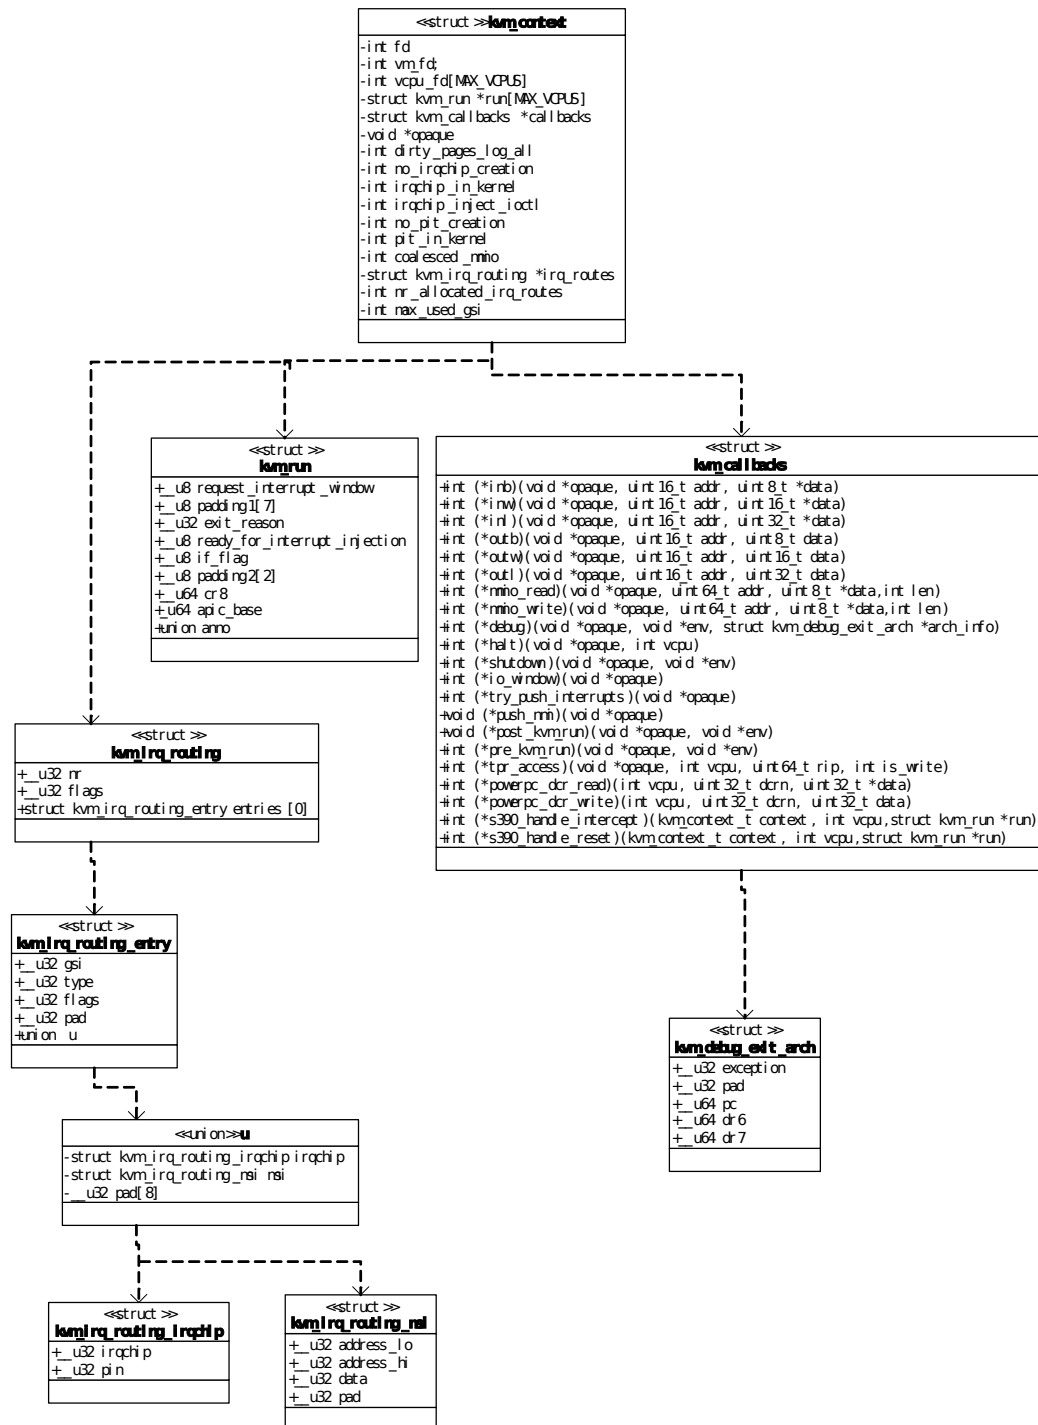 <<struct >>kvm_context
-int fd
-int vm_fd;
-int vcpu_fd[MAX_VCPUS]
-struct kvm_run *run[MAX_VCPUS]
-struct kvm_callbacks *callbacks
-void *opaque
-int dirty_pages_log_all
-int no_irqchip_creation
-int irqchip_in_kernel
-int irqchip_inject_ioctl
-int no_pit_creation
-int pit_in_kernel
-int coalesced_mmio
-struct kvm_irq_routing *irq_routes
-int nr_allocated_irq_routes
-int max_used_gsi
<<struct >>
kvm_run
+__u8 request_interrupt_window
+__u8 padding1[7]
+__u32 exit_reason
+__u8 ready_for_interrupt_injection
+__u8 if_flag
+__u8 padding2[2]
+__u64 cr8
+_u64 apic_base
+union anno
<<struct >>
kvm_callbacks
+int (*inb)(void *opaque, uint16_t addr, uint8_t *data)
+int (*inw)(void *opaque, uint16_t addr, uint16_t *data)
+int (*inl)(void *opaque, uint16_t addr, uint32_t *data)
+int (*outb)(void *opaque, uint16_t addr, uint8_t data)
+int (*outw)(void *opaque, uint16_t addr, uint16_t data)
+int (*outl)(void *opaque, uint16_t addr, uint32_t data)
+int (*mmio_read)(void *opaque, uint64_t addr, uint8_t *data,int len)
+int (*mmio_write)(void *opaque, uint64_t addr, uint8_t *data,int len)
+int (*debug)(void *opaque, void *env, struct kvm_debug_exit_arch *arch_info)
+int (*halt)(void *opaque, int vcpu)
+int (*shutdown)(void *opaque, void *env)
+int (*io_window)(void *opaque)
+int (*try_push_interrupts)(void *opaque)
+void (*push_nmi)(void *opaque)
+void (*post_kvm_run)(void *opaque, void *env)
+int (*pre_kvm_run)(void *opaque, void *env)
+int (*tpr_access)(void *opaque, int vcpu, uint64_t rip, int is_write)
+int (*powerpc_dcr_read)(int vcpu, uint32_t dcrn, uint32_t *data)
+int (*powerpc_dcr_write)(int vcpu, uint32_t dcrn, uint32_t data)
+int (*s390_handle_intercept)(kvm_context_t context, int vcpu,struct kvm_run *run)
+int (*s390_handle_reset)(kvm_context_t context, int vcpu,struct kvm_run *run)
<<struct >>
kvm_irq_routing
+__u32 nr
+__u32 flags
+struct kvm_irq_routing_entry entries[0]
<<struct >>
kvm_irq_routing_entry
+__u32 gsi
+__u32 type
+__u32 flags
+__u32 pad
+union u
<<struct >>
kvm_debug_exit_arch
+__u32 exception
+__u32 pad
+__u64 pc
+__u64 dr6
+__u64 dr7
<<union>>u
-struct kvm_irq_routing_irqchip irqchip
-struct kvm_irq_routing_msi msi
-__u32 pad[8]
<<struct >>
kvm_irq_routing_irqchip
+__u32 irqchip
+__u32 pin
<<struct >>
kvm_irq_routing_msi
+__u32 address_lo
+__u32 address_hi
+__u32 data
+__u32 pad